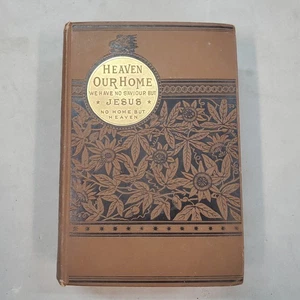 HEAVEN
OUR HOME
WE HAVE NO SAVIOUR BUT
JESUS
NO HOME BUT
HEAVEN